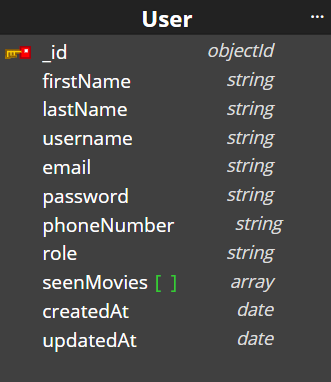 User ...
_id objectId
firstName string
lastName string
username string
email string
password string
phoneNumber string
role string
seenMovies [ ] array
createdAt date
updatedAt date